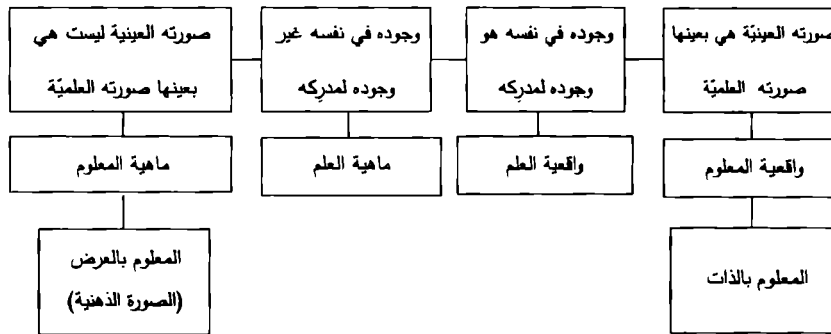 صورته العينيّة هي بعينها
صورته العلميّة
وجوده في نفسه هو
وجوده لمدرِكه
وجوده في نفسه غير
وجوده لمدرِكه
صورته العينية ليست هي
بعينها صورته العلميّة
واقعية المعلوم
واقعية العلم
ماهية العلم
ماهية المعلوم
المعلوم بالذات
المعلوم بالعرض
(الصورة الذهنية)